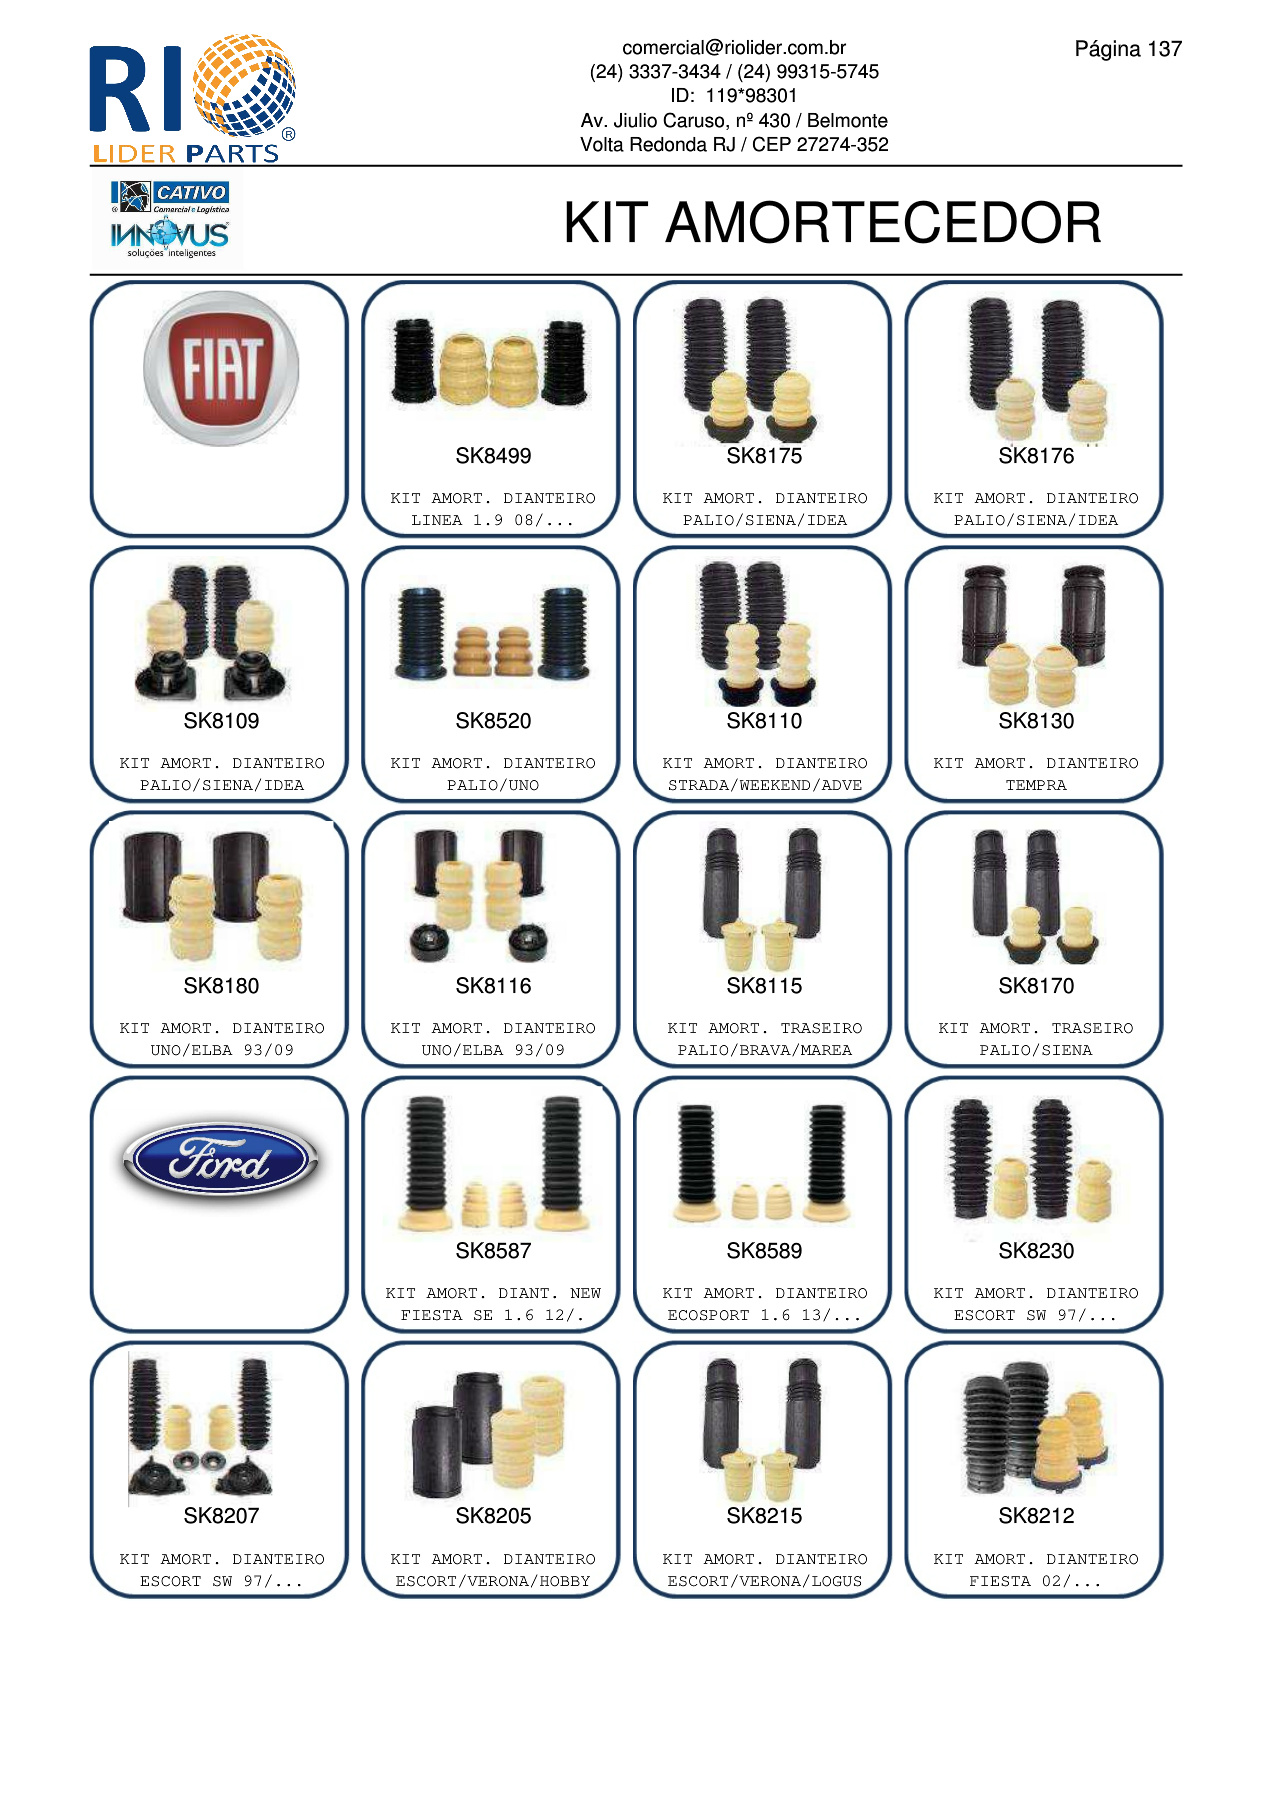 RIO
LIDER PARTS
®
comercial@riolider.com.br
(24) 3337-3434 / (24) 99315-5745
ID: 119*98301
Av. Jiulio Caruso, nº 430 / Belmonte
Volta Redonda RJ / CEP 27274-352
Página 137
CATIVO
Comercial e Logística
INNOVUS
soluções inteligentes
KIT AMORTECEDOR
FIAT
SK8499
KIT AMORT. DIANTEIRO
LINEA 1.9 08/...
SK8175
KIT AMORT. DIANTEIRO
PALIO/SIENA/IDEA
SK8176
KIT AMORT. DIANTEIRO
PALIO/SIENA/IDEA
SK8109
KIT AMORT. DIANTEIRO
PALIO/SIENA/IDEA
SK8520
KIT AMORT. DIANTEIRO
PALIO/UNO
SK8110
KIT AMORT. DIANTEIRO
STRADA/WEEKEND/ADVE
SK8130
KIT AMORT. DIANTEIRO
TEMPRA
SK8180
KIT AMORT. DIANTEIRO
UNO/ELBA 93/09
SK8116
KIT AMORT. DIANTEIRO
UNO/ELBA 93/09
SK8115
KIT AMORT. TRASEIRO
PALIO/BRAVA/MAREA
SK8170
KIT AMORT. TRASEIRO
PALIO/SIENA
Ford
SK8587
KIT AMORT. DIANT. NEW
FIESTA SE 1.6 12/.
SK8589
KIT AMORT. DIANTEIRO
ECOSPORT 1.6 13/...
SK8230
KIT AMORT. DIANTEIRO
ESCORT SW 97/...
SK8207
KIT AMORT. DIANTEIRO
ESCORT SW 97/...
SK8205
KIT AMORT. DIANTEIRO
ESCORT/VERONA/HOBBY
SK8215
KIT AMORT. DIANTEIRO
ESCORT/VERONA/LOGUS
SK8212
KIT AMORT. DIANTEIRO
FIESTA 02/...